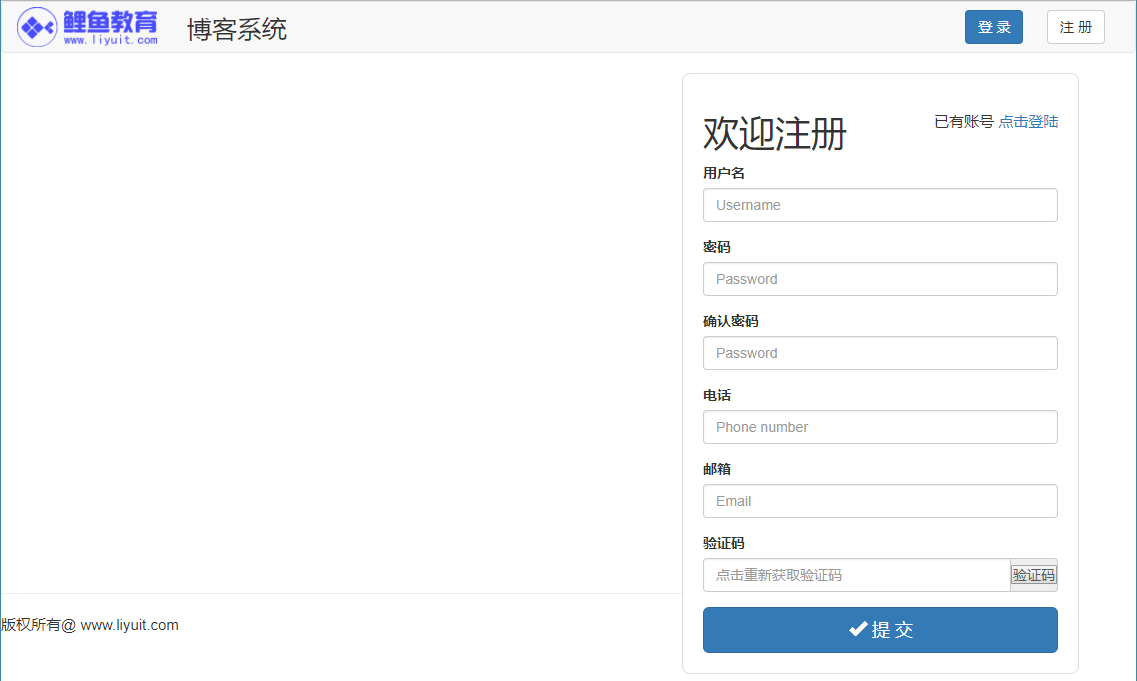 鲤鱼教育
www.liyuit.com
博客系统
登 录
注 册
欢迎注册
已有账号 点击登陆
用户名
Username
密码
Password
确认密码
Password
电话
Phone number
邮箱
Email
验证码
点击重新获取验证码
验证码
提 交
版权所有@ www.liyuit.com